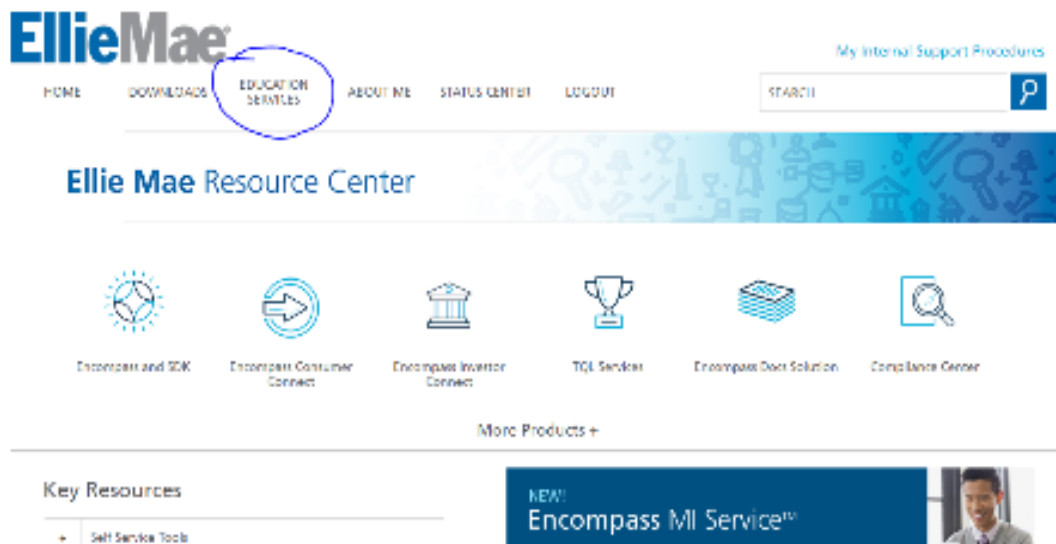 EllieMae
My Internal Support Procedures
HOME DOWNLOADS EDUCATION SERVICES ABOUT ME STATUS CENTER LOGOUT SEARCH
Ellie Mae Resource Center
Encompass and SDK
Encompass Consumer Connect
Encompass Investor Connect
TQL Services
Encompass Docs Solution
Compliance Center
More Products +
Key Resources
+ Self Service Tools
NEW!
Encompass MI Service™